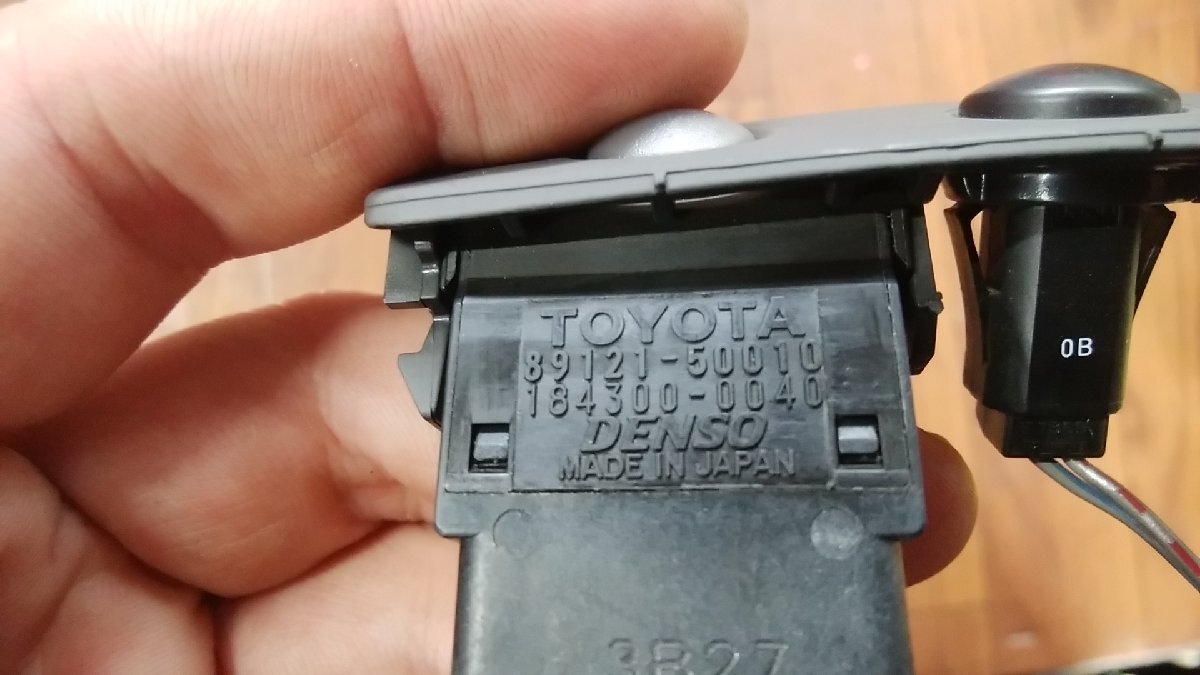 TOYOTA
89121-50010
184300-0040
DENSO
MADE IN JAPAN
3B27
0B